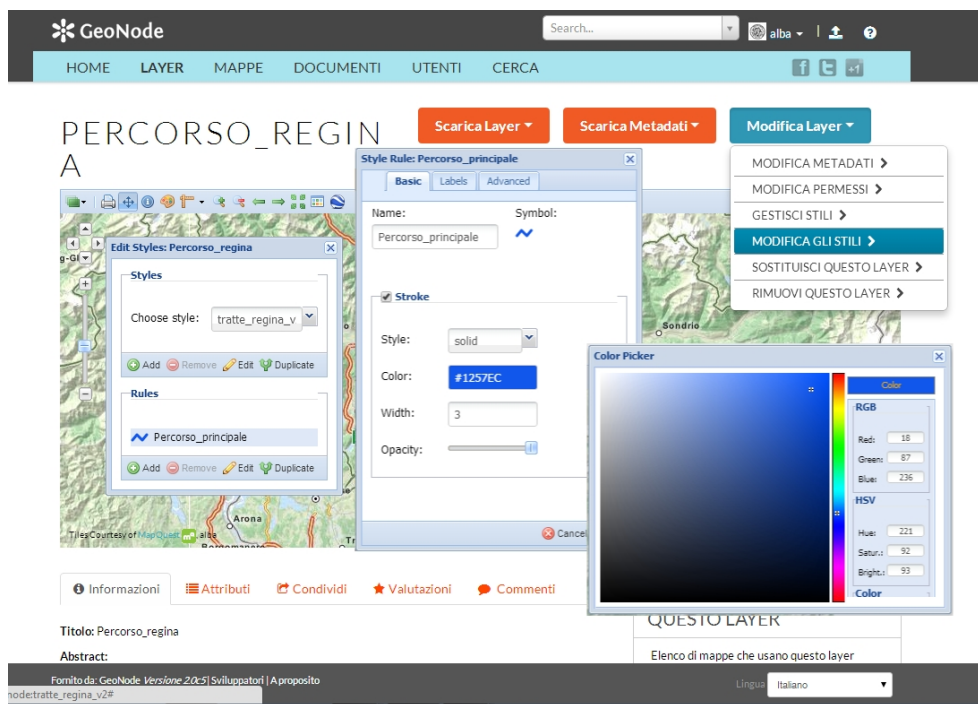 GeoNode
Search...
alba
HOME LAYER MAPPE DOCUMENTI UTENTI CERCA
PERCORSO_REGIN
A
Scarica Layer
Scarica Metadati
Modifica Layer
MODIFICA METADATI
MODIFICA PERMESSI
GESTISCI STILI
MODIFICA GLI STILI
SOSTITUISCI QUESTO LAYER
RIMUOVI QUESTO LAYER
Style Rule: Percorso_principale
Basic Labels Advanced
Name: Symbol:
Percorso_principale
Stroke
Style: solid
Color: #1257EC
Width: 3
Opacity:
Cancel
Edit Styles: Percorso_regina
Styles
Choose style: tratte_regina_v
Add Remove Edit Duplicate
Rules
Percorso_principale
Add Remove Edit Duplicate
Sondrio
Arona
Borgomanero
Tiles Courtesy of MapQuest
Color Picker
Color
RGB
Red: 18
Green: 87
Blue: 236
HSV
Hue: 221
Satur.: 92
Bright.: 93
Color
Informazioni Attributi Condividi Valutazioni Commenti
Titolo: Percorso_regina
Abstract:
QUESTO LAYER
Elenco di mappe che usano questo layer
Fornito da: GeoNode Versione 2.0c5 | Sviluppatori | A proposito
node:tratte_regina_v2#
Lingua Italiano